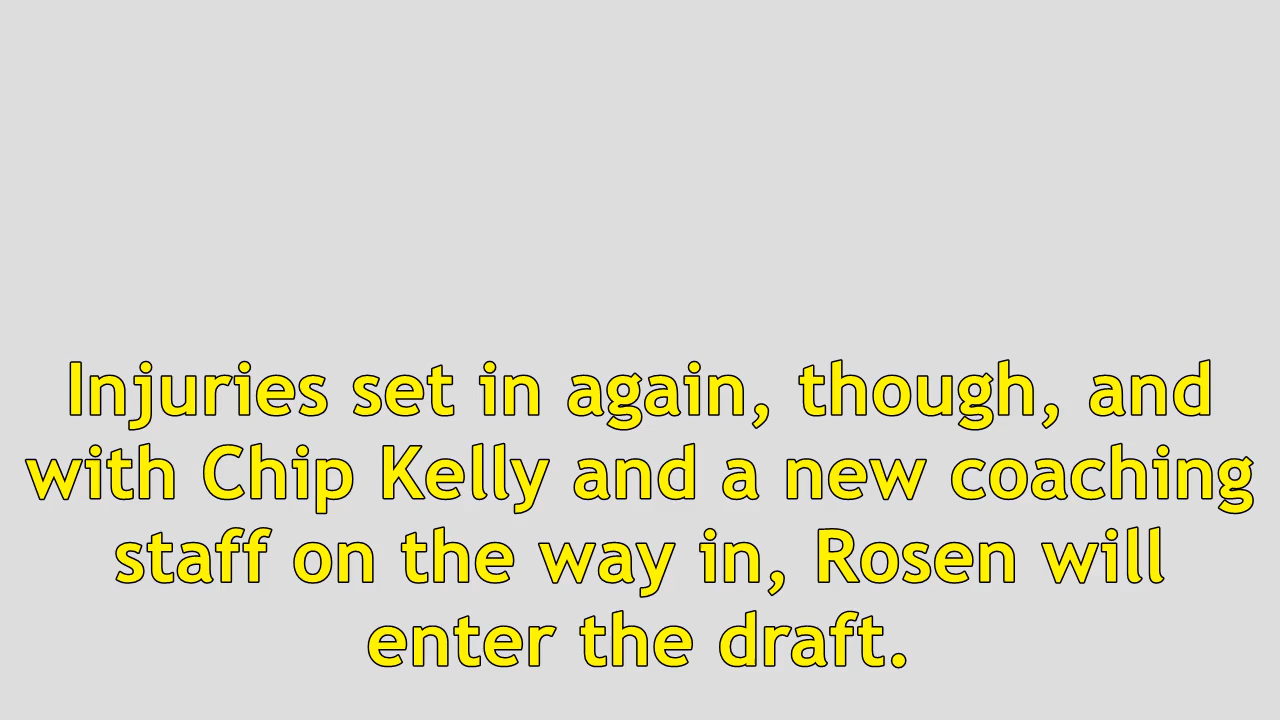 Injuries set in again, though, and
with Chip Kelly and a new coaching
staff on the way in, Rosen will
enter the draft.